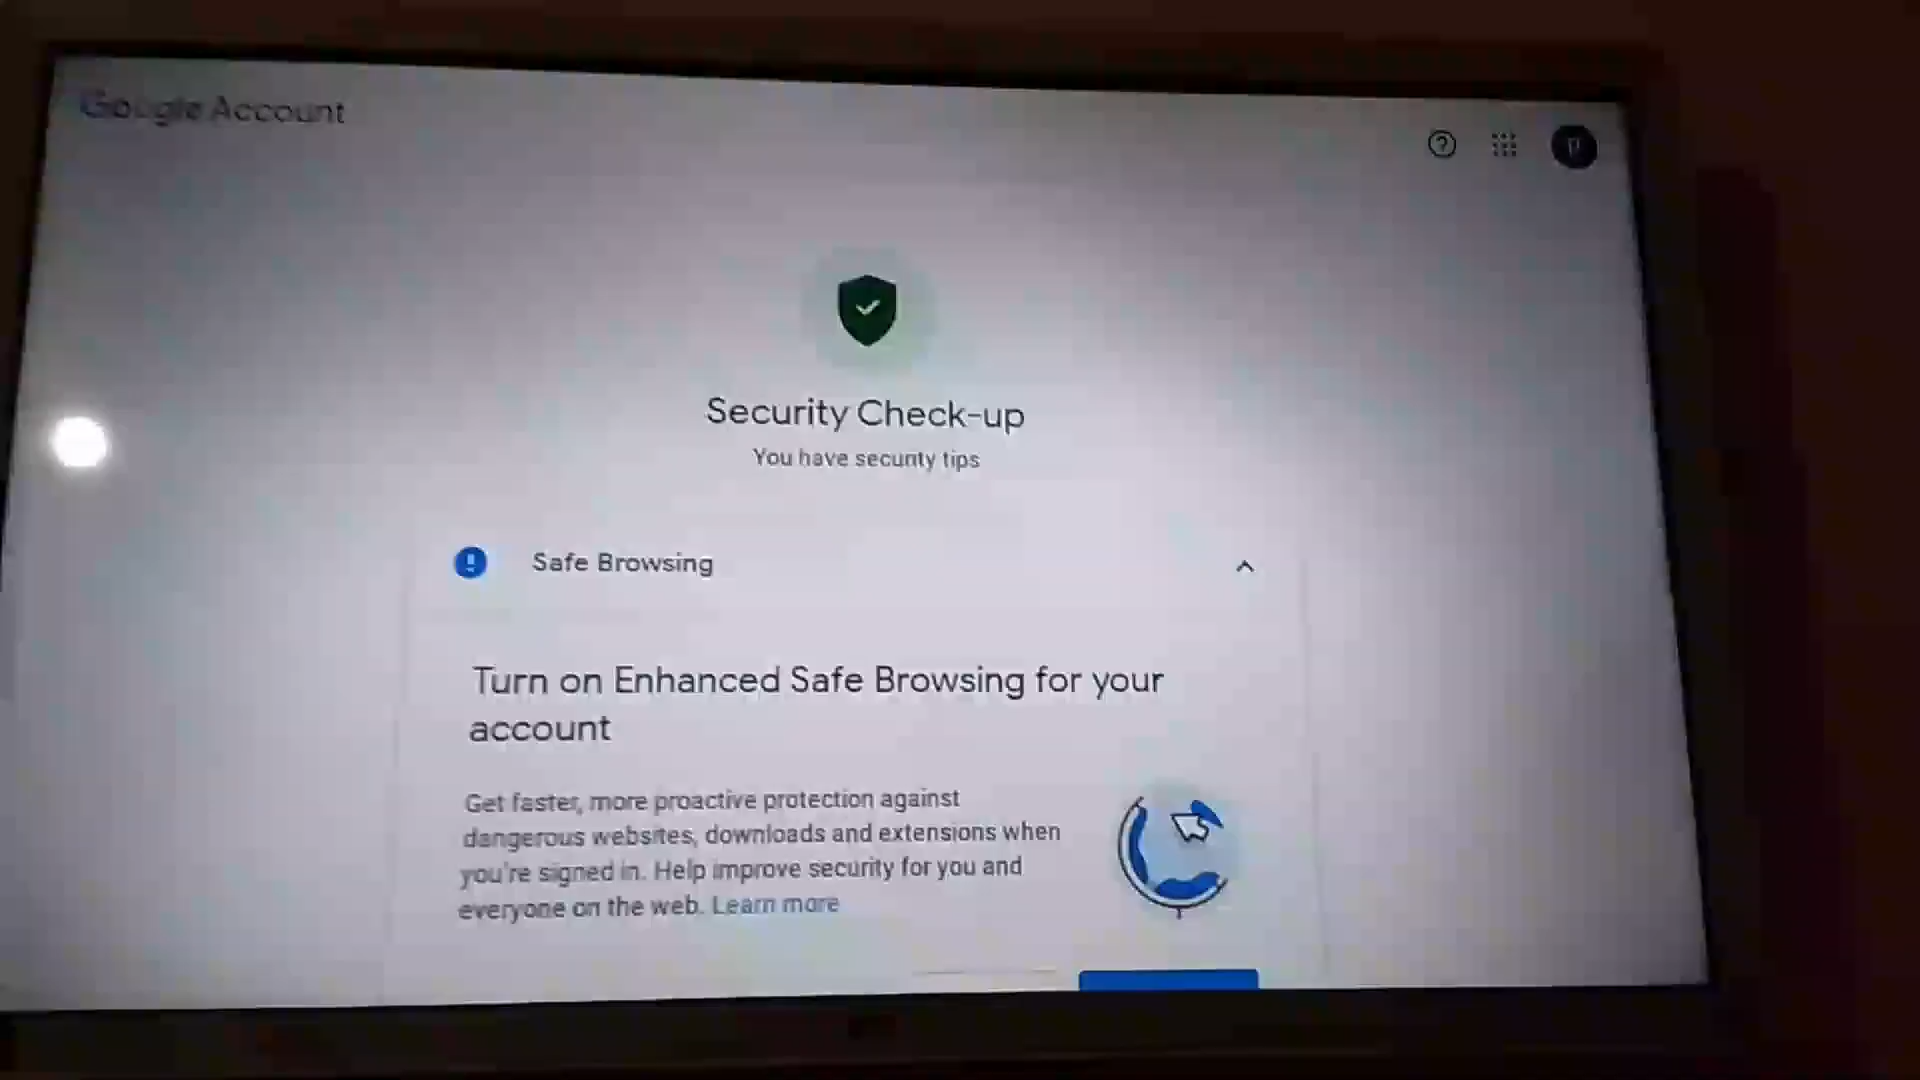 Google Account
Security Check-up
You have security tips
Safe Browsing
Turn on Enhanced Safe Browsing for your
account
Get faster, more proactive protection against
dangerous websites, downloads and extensions when
you're signed in. Help improve security for you and
everyone on the web. Learn more